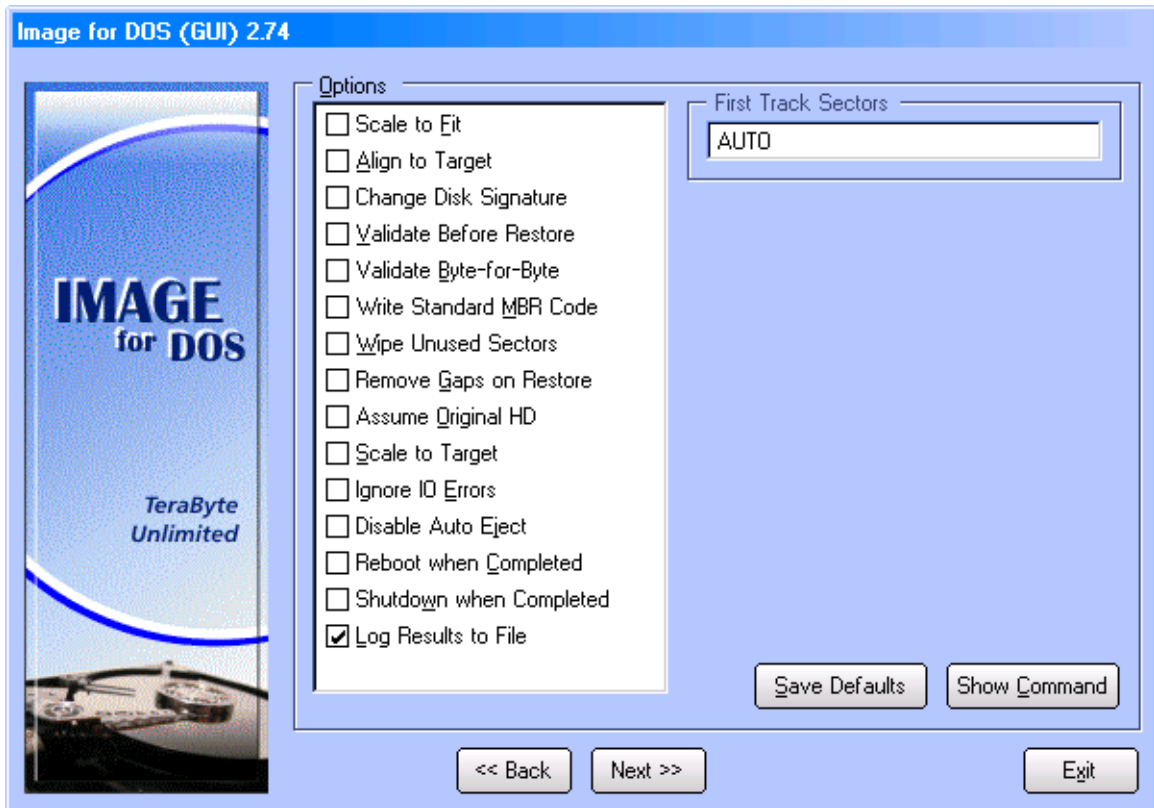 Image for DOS (GUI) 2.74
IMAGE
for DOS
TeraByte
Unlimited
Options
Scale to Fit
Align to Target
Change Disk Signature
Validate Before Restore
Validate Byte-for-Byte
Write Standard MBR Code
Wipe Unused Sectors
Remove Gaps on Restore
Assume Original HD
Scale to Target
Ignore IO Errors
Disable Auto Eject
Reboot when Completed
Shutdown when Completed
Log Results to File
First Track Sectors
AUTO
Save Defaults
Show Command
<< Back
Next >>
Exit